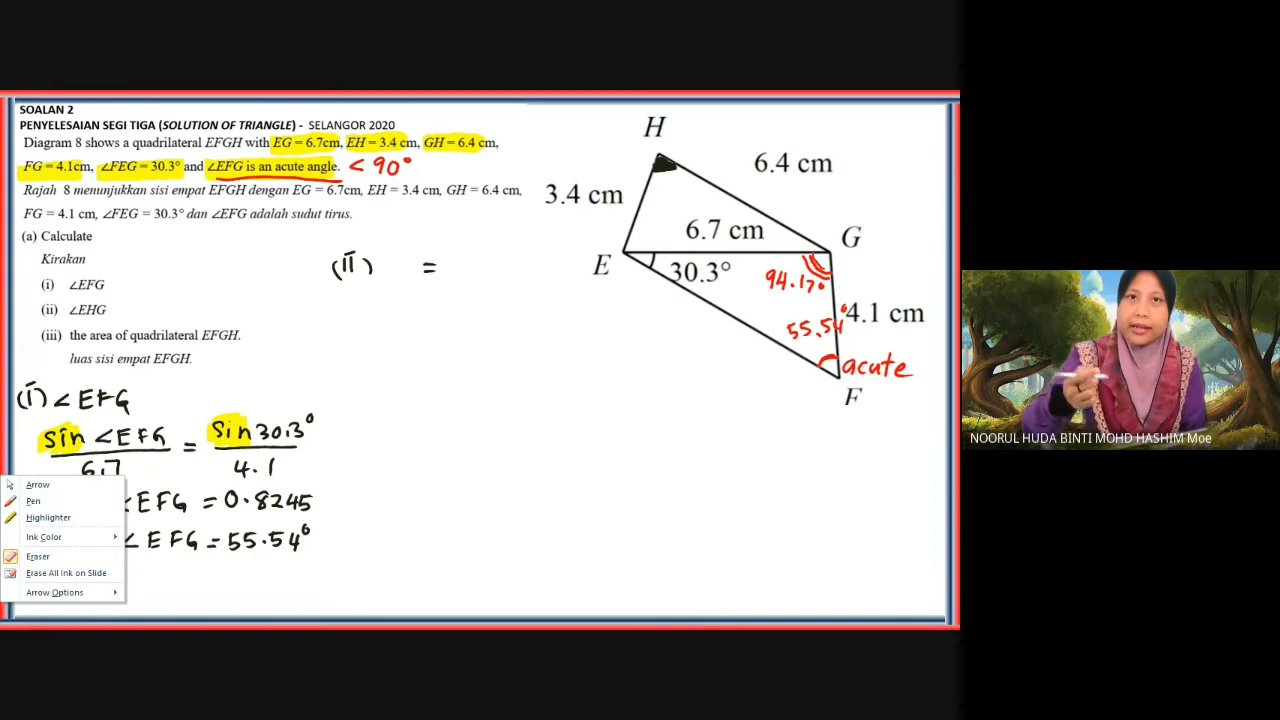 SOALAN 2
PENYELESAIAN SEGI TIGA (SOLUTION OF TRIANGLE) - SELANGOR 2020
Diagram 8 shows a quadrilateral EFGH with EG = 6.7cm, EH = 3.4 cm, GH = 6.4 cm,
FG = 4.1cm, ∠FEG = 30.3° and ∠EFG is an acute angle. < 90°
Rajah 8 menunjukkan sisi empat EFGH dengan EG = 6.7cm, EH = 3.4 cm, GH = 6.4 cm,
FG = 4.1 cm, ∠FEG = 30.3° dan ∠EFG adalah sudut tirus.
(a) Calculate
Kirakan
(i) ∠EFG
(ii) ∠EHG
(iii) the area of quadrilateral EFGH.
luas sisi empat EFGH.
(i) ∠EFG
sin ∠EFG = sin 30.3°
6.7 4.1
∠EFG = 0.8245
∠EFG = 55.54°
(ii) =
H
6.4 cm
3.4 cm
6.7 cm
G
E
30.3°
94.17°
4.1 cm
55.54°
acute
F
Arrow
Pen
Highlighter
Ink Color
Eraser
Erase All Ink on Slide
Arrow Options
NOORUL HUDA BINTI MOHD HASHIM Moe